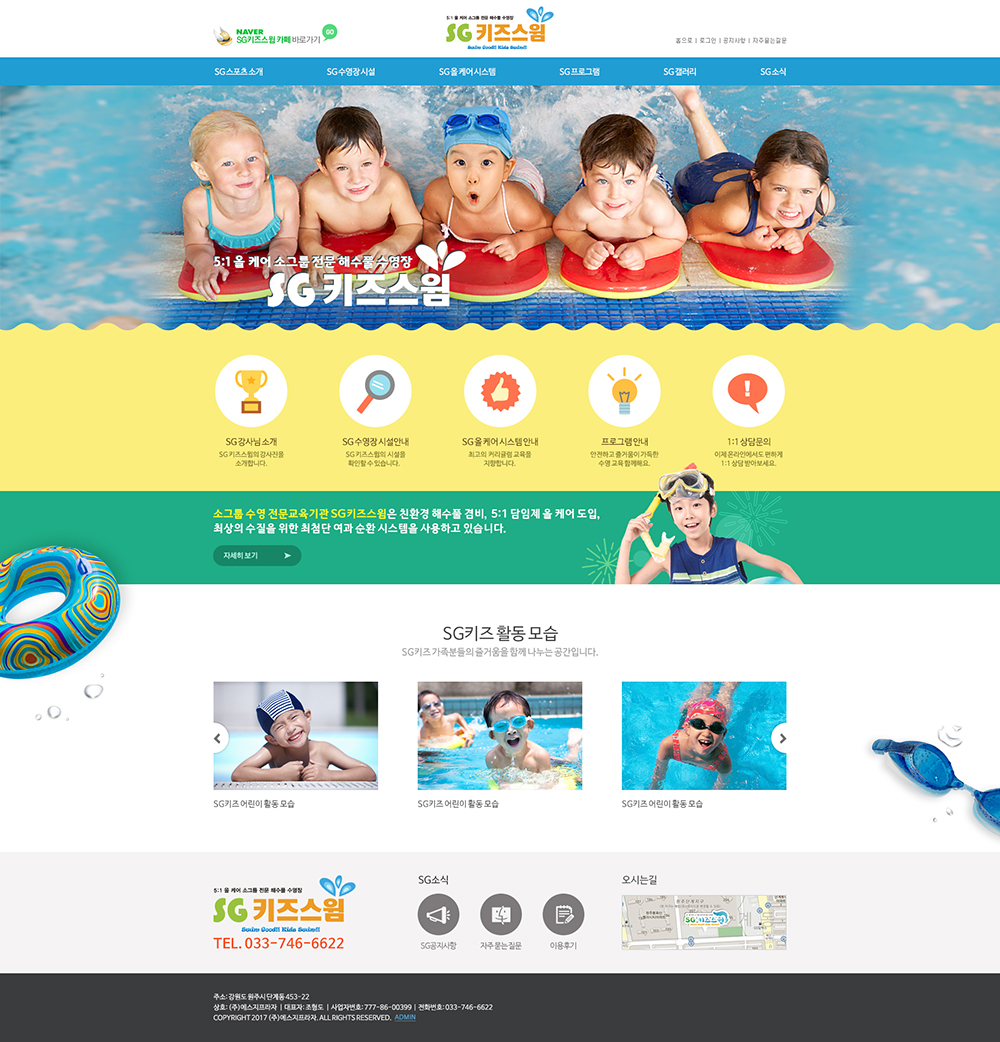 NAVER
SG키즈스윔 카페 바로가기
GO
5:1 올 케어 소그룹 전문 해수풀 수영장
SG 키즈스윔
Swim Good!! Kids Swim!!
홈으로 | 로그인 | 공지사항 | 자주묻는질문
SG스포츠소개
SG수영장시설
SG올케어시스템
SG프로그램
SG갤러리
SG소식
5:1 올 케어 소그룹 전문 해수풀 수영장
SG 키즈스윔
SG강사님소개
SG키즈스윔의강사진을
소개합니다.
SG수영장시설안내
SG키즈스윔의 시설을
확인할 수 있습니다.
SG올케어시스템안내
최고의 커리큘럼 교육을
지향합니다.
프로그램안내
안전하고 즐거움이 가득한
수영 교육 함께해요.
1:1 상담문의
이제 온라인에서도 편하게
1:1 상담 받아보세요.
소그룹 수영 전문교육기관 SG키즈스윔은 친환경 해수풀 겸비, 5:1 담임제 올 케어 도입,
최상의 수질을 위한 최첨단 여과 순환 시스템을 사용하고 있습니다.
자세히 보기
SG키즈 활동 모습
SG키즈 가족분들의 즐거움을 함께 나누는 공간입니다.
SG키즈 어린이 활동 모습
SG키즈 어린이 활동 모습
SG키즈 어린이 활동 모습
5:1 올 케어 소그룹 전문 해수풀 수영장
SG 키즈스윔
Swim Good!! Kids Swim!!
TEL. 033-746-6622
SG소식
SG공지사항
자주 묻는 질문
이용후기
오시는길
SG 키즈스윔
주소: 강원도 원주시 단계동 453-22
상호: (주)에스지프라자 | 대표자: 조형도 | 사업자번호: 777-86-00399 | 전화번호: 033-746-6622
COPYRIGHT 2017 (주)에스지프라자. ALL RIGHTS RESERVED. ADMIN